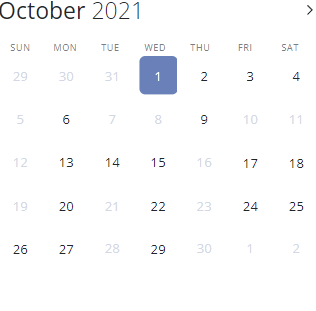 October 2021
SUN MON TUE WED THU FRI SAT
29 30 31 1 2 3 4
5 6 7 8 9 10 11
12 13 14 15 16 17 18
19 20 21 22 23 24 25
26 27 28 29 30 1 2